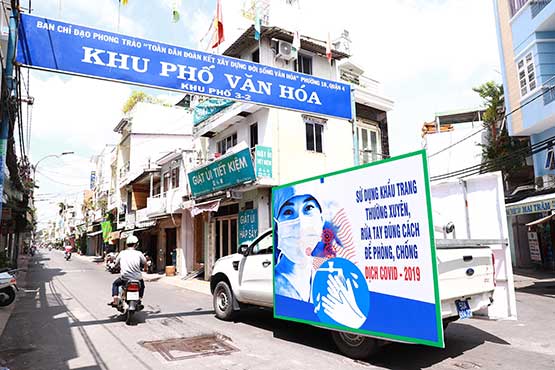 BAN CHỈ ĐẠO PHONG TRÀO "TOÀN DÂN ĐOÀN KẾT XÂY DỰNG ĐỜI SỐNG VĂN HÓA" PHƯỜNG 18, QUẬN 4
KHU PHỐ VĂN HÓA
KHU PHỐ 3-2
GIẶT ỦI TIẾT KIỆM
GIẶT ỦI
SỬ DỤNG KHẨU TRANG
THƯỜNG XUYÊN,
RỬA TAY ĐÚNG CÁCH
ĐỂ PHÒNG, CHỐNG
DỊCH COVID - 2019